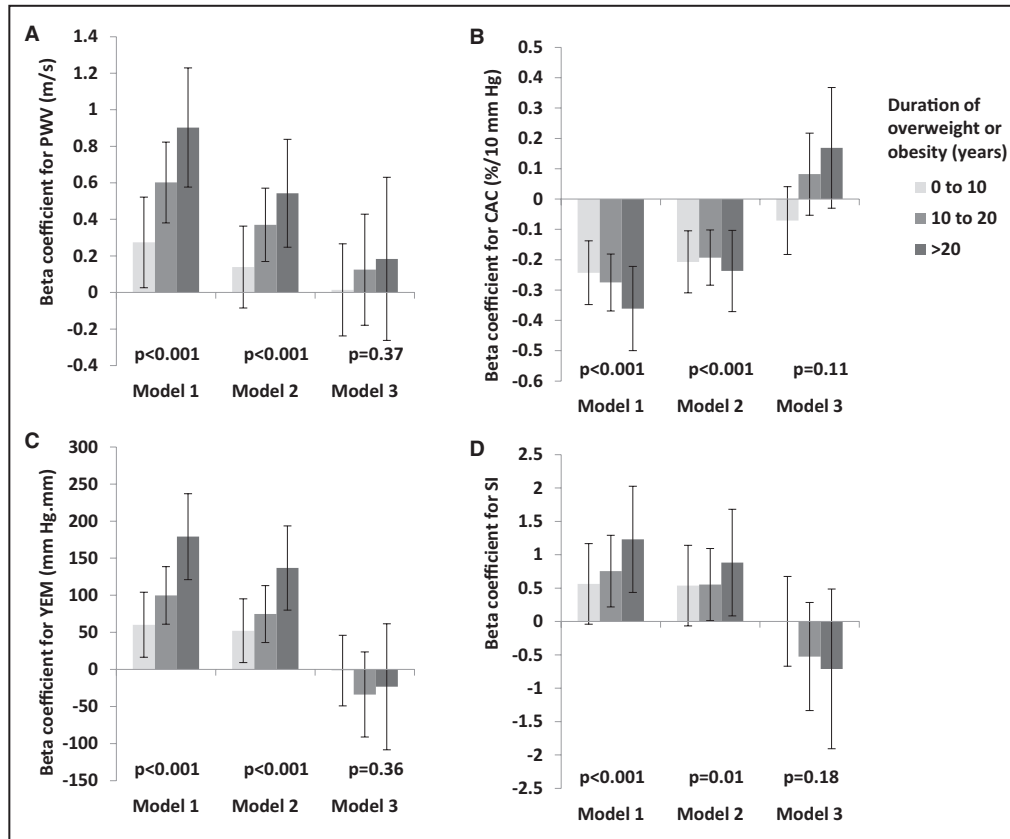 A
Beta coefficient for PWV (m/s)
1.4
1.2
1
0.8
0.6
0.4
0.2
0
-0.2
-0.4
p<0.001
p<0.001
p=0.37
Model 1
Model 2
Model 3
B
Beta coefficient for CAC (%/10 mm Hg)
0.5
0.4
0.3
0.2
0.1
0
-0.1
-0.2
-0.3
-0.4
-0.5
-0.6
p<0.001
p<0.001
p=0.11
Model 1
Model 2
Model 3
Duration of
overweight or
obesity (years)
0 to 10
10 to 20
>20
C
Beta coefficient for YEM (mm Hg.mm)
300
250
200
150
100
50
0
-50
-100
-150
p<0.001
p<0.001
p=0.36
Model 1
Model 2
Model 3
D
Beta coefficient for SI
2.5
2
1.5
1
0.5
0
-0.5
-1
-1.5
-2
-2.5
p<0.001
p=0.01
p=0.18
Model 1
Model 2
Model 3